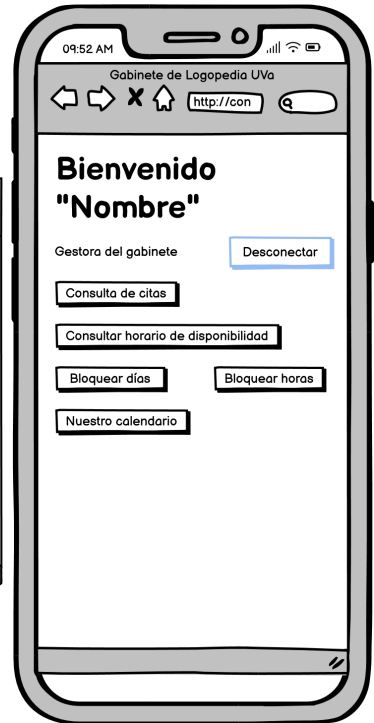 09:52 AM
Gabinete de Logopedia UVa
http://con
Bienvenido
"Nombre"
Gestora del gabinete
Desconectar
Consulta de citas
Consultar horario de disponibilidad
Bloquear días
Bloquear horas
Nuestro calendario